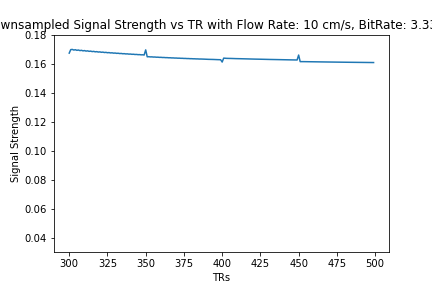 wnsampled Signal Strength vs TR with Flow Rate: 10 cm/s, BitRate: 3.33
0.18
0.16
0.14
0.12
0.10
0.08
0.06
0.04
Signal Strength
300 325 350 375 400 425 450 475 500
TRs